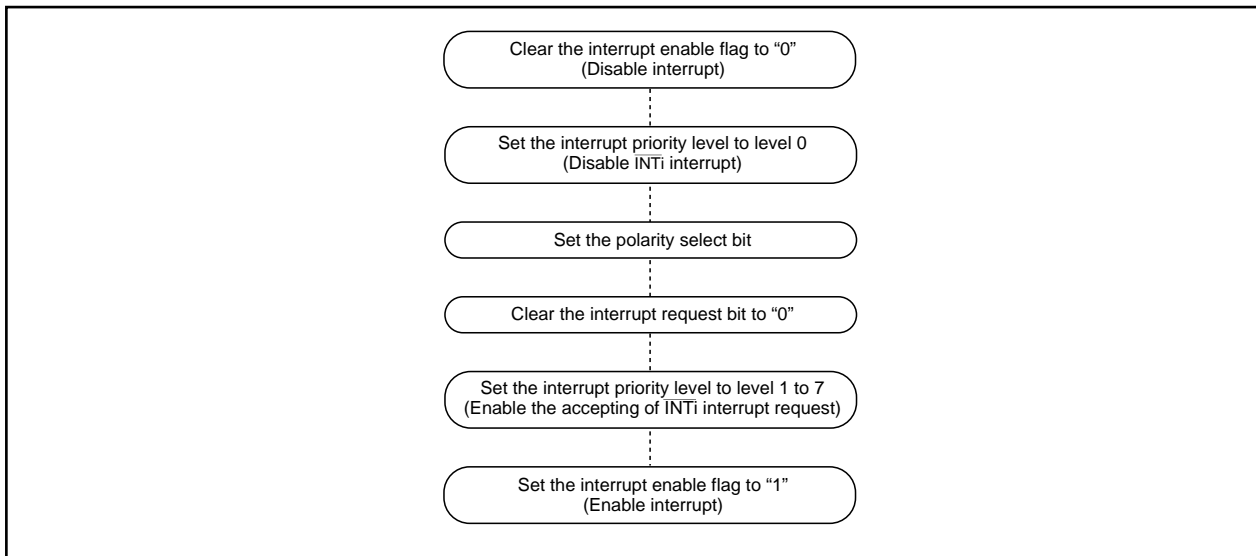 Clear the interrupt enable flag to “0”
(Disable interrupt)
Set the interrupt priority level to level 0
(Disable INTi interrupt)
Set the polarity select bit
Clear the interrupt request bit to “0”
Set the interrupt priority level to level 1 to 7
(Enable the accepting of INTi interrupt request)
Set the interrupt enable flag to “1”
(Enable interrupt)